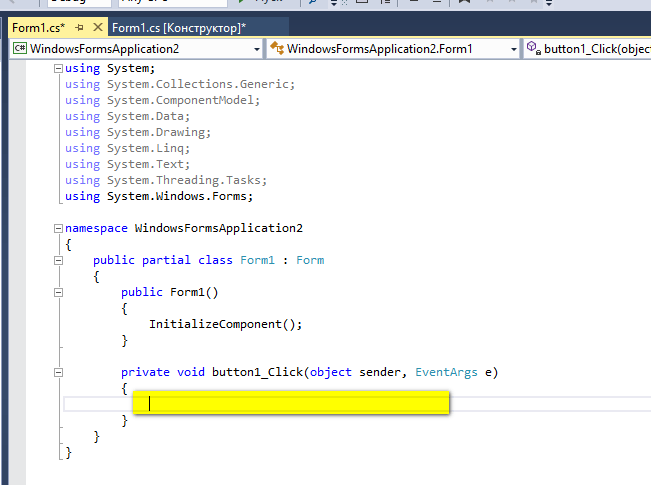 Form1.cs* Form1.cs [Конструктор]*
WindowsFormsApplication2 WindowsFormsApplication2.Form1 button1_Click(objec
using System;
using System.Collections.Generic;
using System.ComponentModel;
using System.Data;
using System.Drawing;
using System.Linq;
using System.Text;
using System.Threading.Tasks;
using System.Windows.Forms;
namespace WindowsFormsApplication2
{
public partial class Form1 : Form
{
public Form1()
{
InitializeComponent();
}
private void button1_Click(object sender, EventArgs e)
{
}
}
}